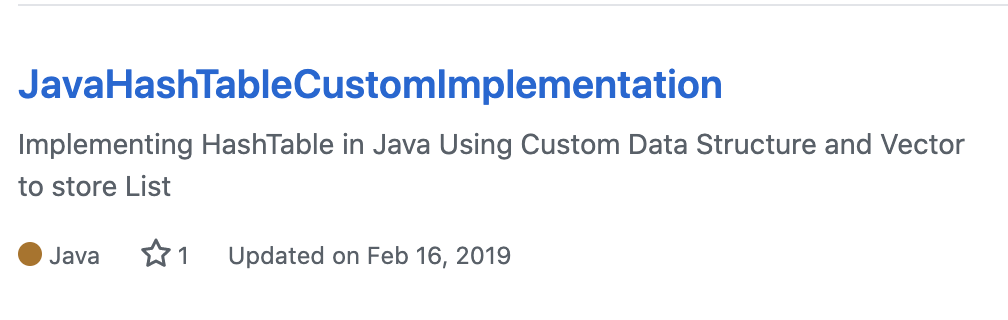 JavaHashTableCustomImplementation
Implementing HashTable in Java Using Custom Data Structure and Vector
to store List
Java 1 Updated on Feb 16, 2019